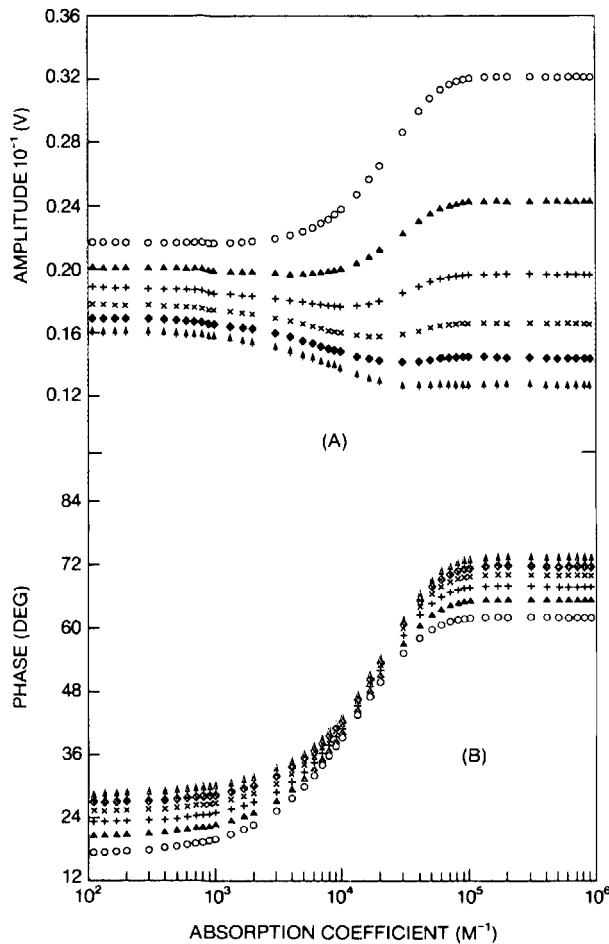 0.36
0.32
0.28
0.24
0.20
0.16
0.12
AMPLITUDE 10⁻¹ (V)
(A)
84
72
60
48
36
24
12
PHASE (DEG)
(B)
10² 10³ 10⁴ 10⁵ 10⁶
ABSORPTION COEFFICIENT (M⁻¹)